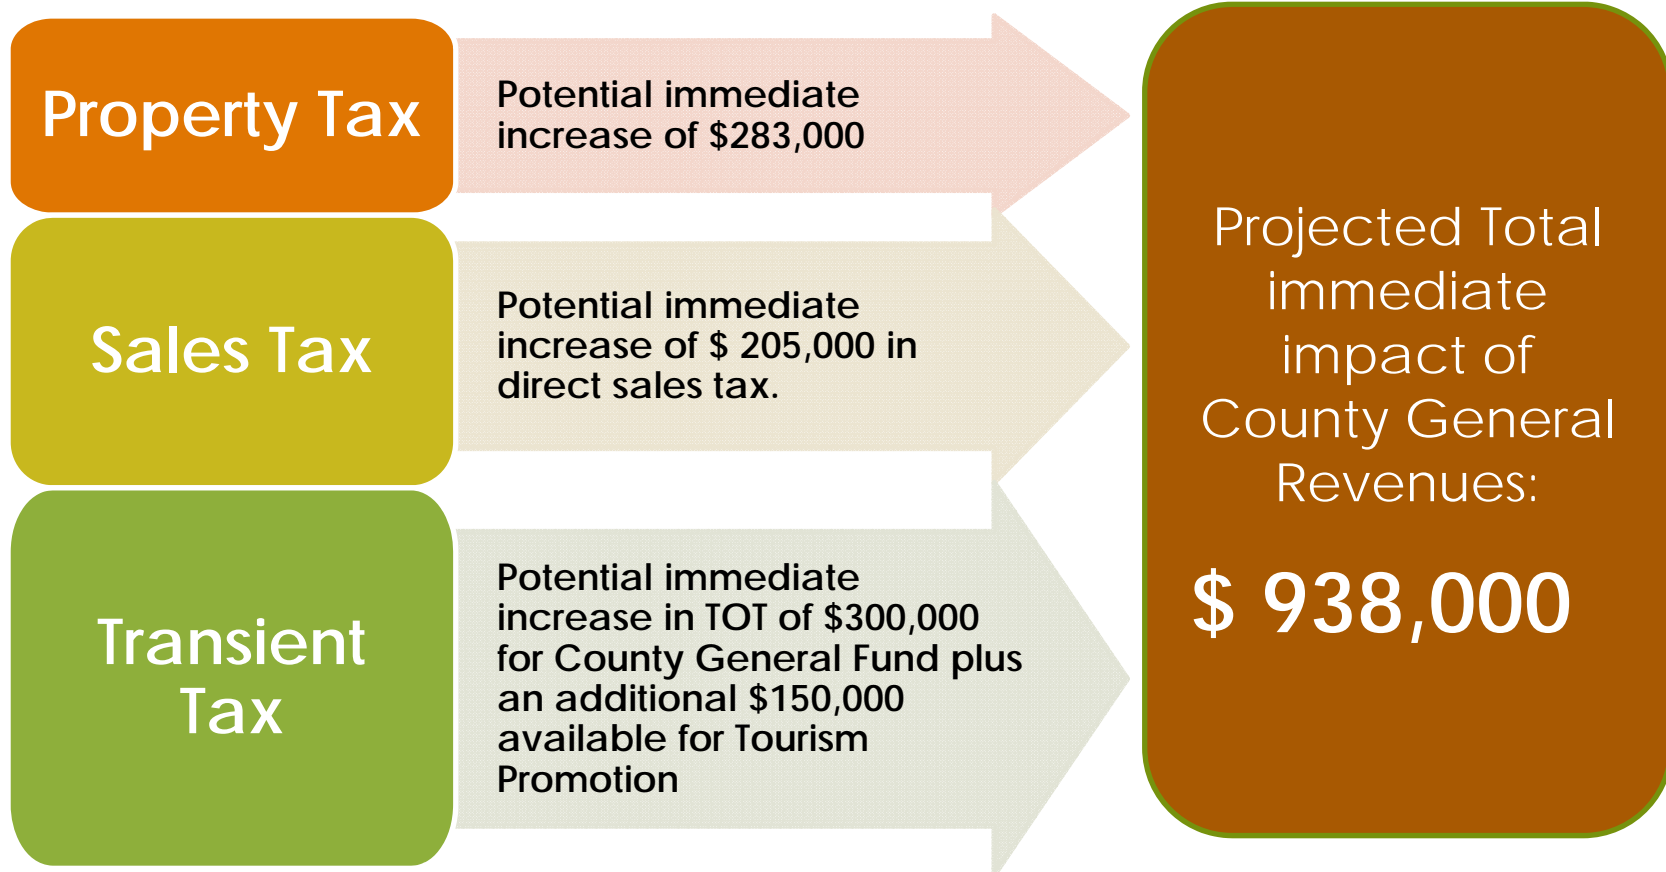 Property Tax
Potential immediate
increase of $283,000
Sales Tax
Potential immediate
increase of $ 205,000 in
direct sales tax.
Transient
Tax
Potential immediate
increase in TOT of $300,000
for County General Fund plus
an additional $150,000
available for Tourism
Promotion
Projected Total
immediate
impact of
County General
Revenues:
$ 938,000